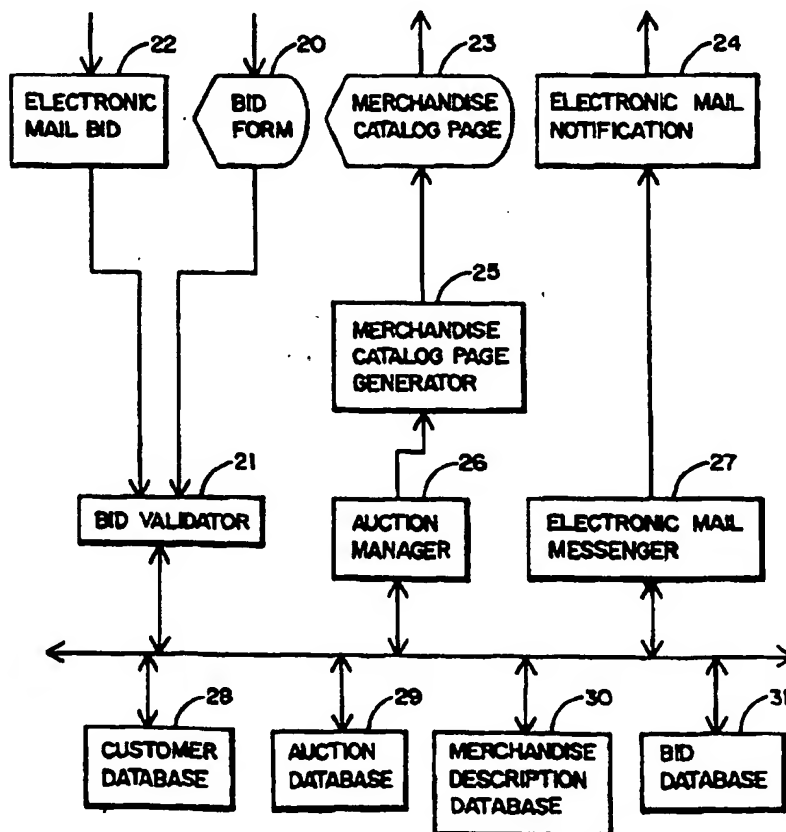 22
20
23
24
ELECTRONIC
MAIL BID
BID
FORM
MERCHANDISE
CATALOG PAGE
ELECTRONIC MAIL
NOTIFICATION
25
MERCHANDISE
CATALOG PAGE
GENERATOR
21
26
27
BID VALIDATOR
AUCTION
MANAGER
ELECTRONIC MAIL
MESSENGER
28
29
30
31
CUSTOMER
DATABASE
AUCTION
DATABASE
MERCHANDISE
DESCRIPTION
DATABASE
BID
DATABASE